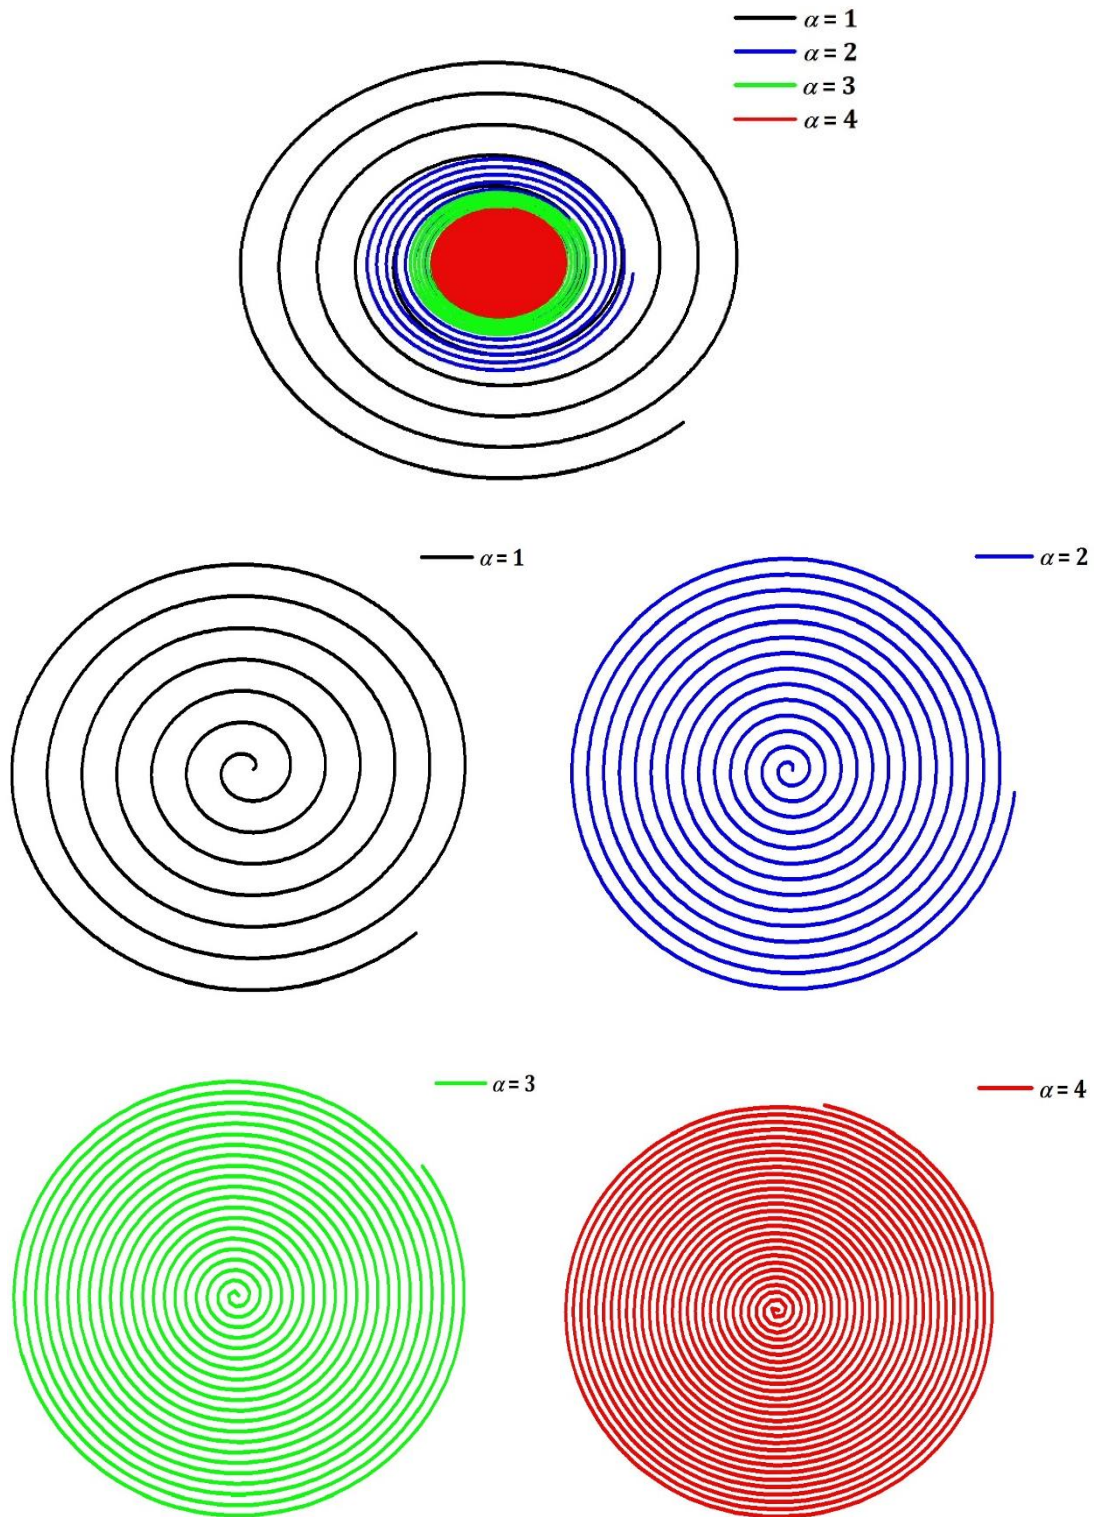 α = 1
α = 2
α = 3
α = 4
α = 1
α = 2
α = 3
α = 4